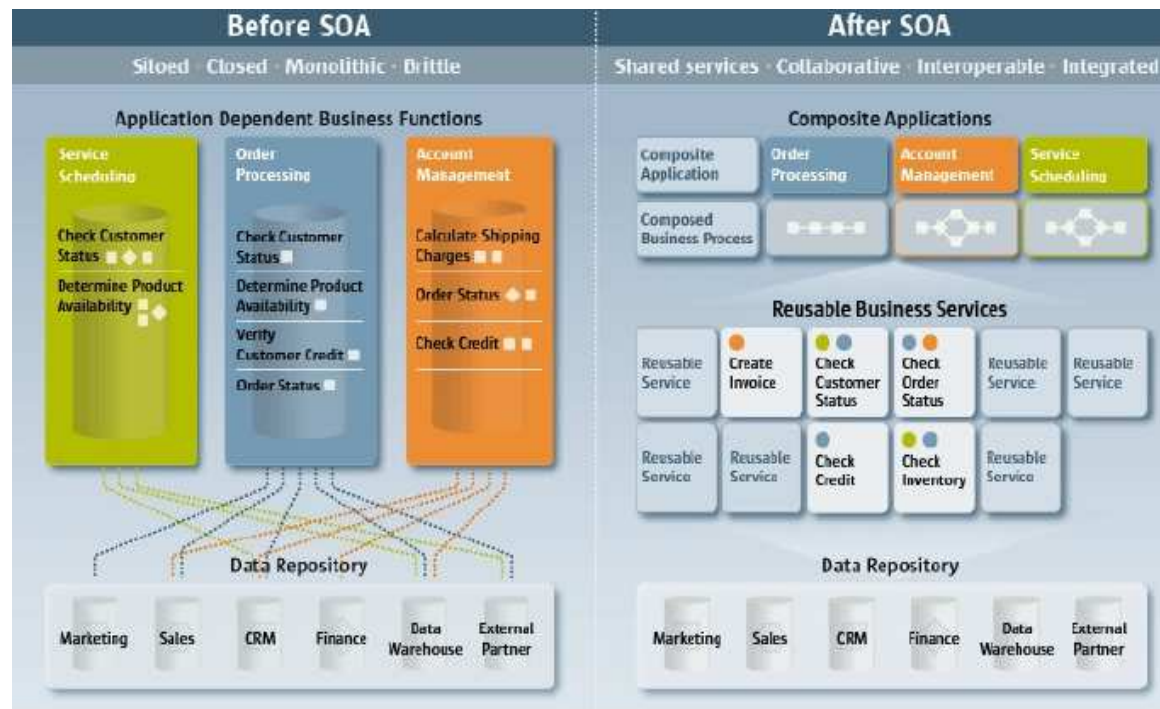 Before SOA
Siloed · Closed · Monolithic · Brittle
Application Dependent Business Functions
Service
Scheduling
Check Customer
Status
Determine Product
Availability
Order
Processing
Check Customer
Status
Determine Product
Availability
Verify
Customer Credit
Order Status
Account
Management
Calculate Shipping
Charges
Order Status
Check Credit
Data Repository
Marketing
Sales
CRM
Finance
Data
Warehouse
External
Partner
After SOA
Shared services · Collaborative · Interoperable · Integrated
Composite Applications
Composite
Application
Order
Processing
Account
Management
Service
Scheduling
Composed
Business Process
Reusable Business Services
Reusable
Service
Create
Invoice
Check
Customer
Status
Check
Order
Status
Reusable
Service
Reusable
Service
Reusable
Service
Reusable
Service
Check
Credit
Check
Inventory
Reusable
Service
Data Repository
Marketing
Sales
CRM
Finance
Data
Warehouse
External
Partner